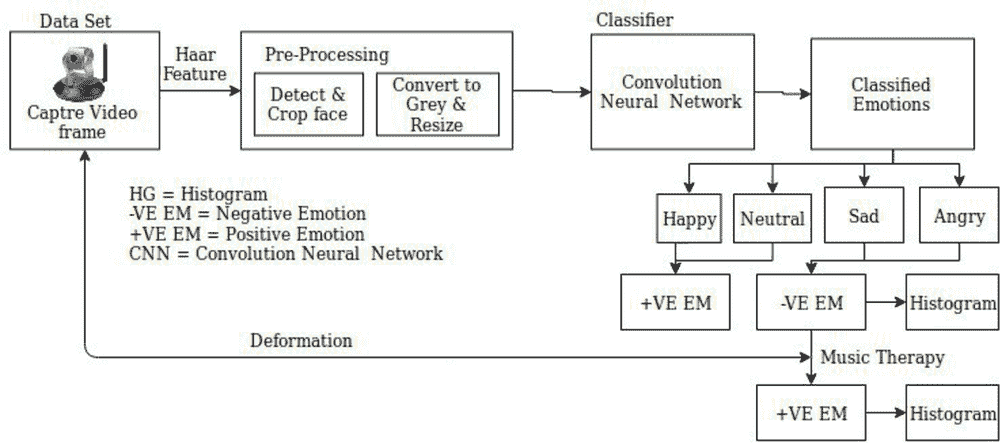 Data Set
Captre Video
frame
Haar
Feature
Pre-Processing
Detect &
Crop face
Convert to
Grey &
Resize
Classifier
Convolution
Neural Network
Classified
Emotions
HG = Histogram
-VE EM = Negative Emotion
+VE EM = Positive Emotion
CNN = Convolution Neural Network
Happy
Neutral
Sad
Angry
+VE EM
-VE EM
Histogram
Deformation
Music Therapy
+VE EM
Histogram